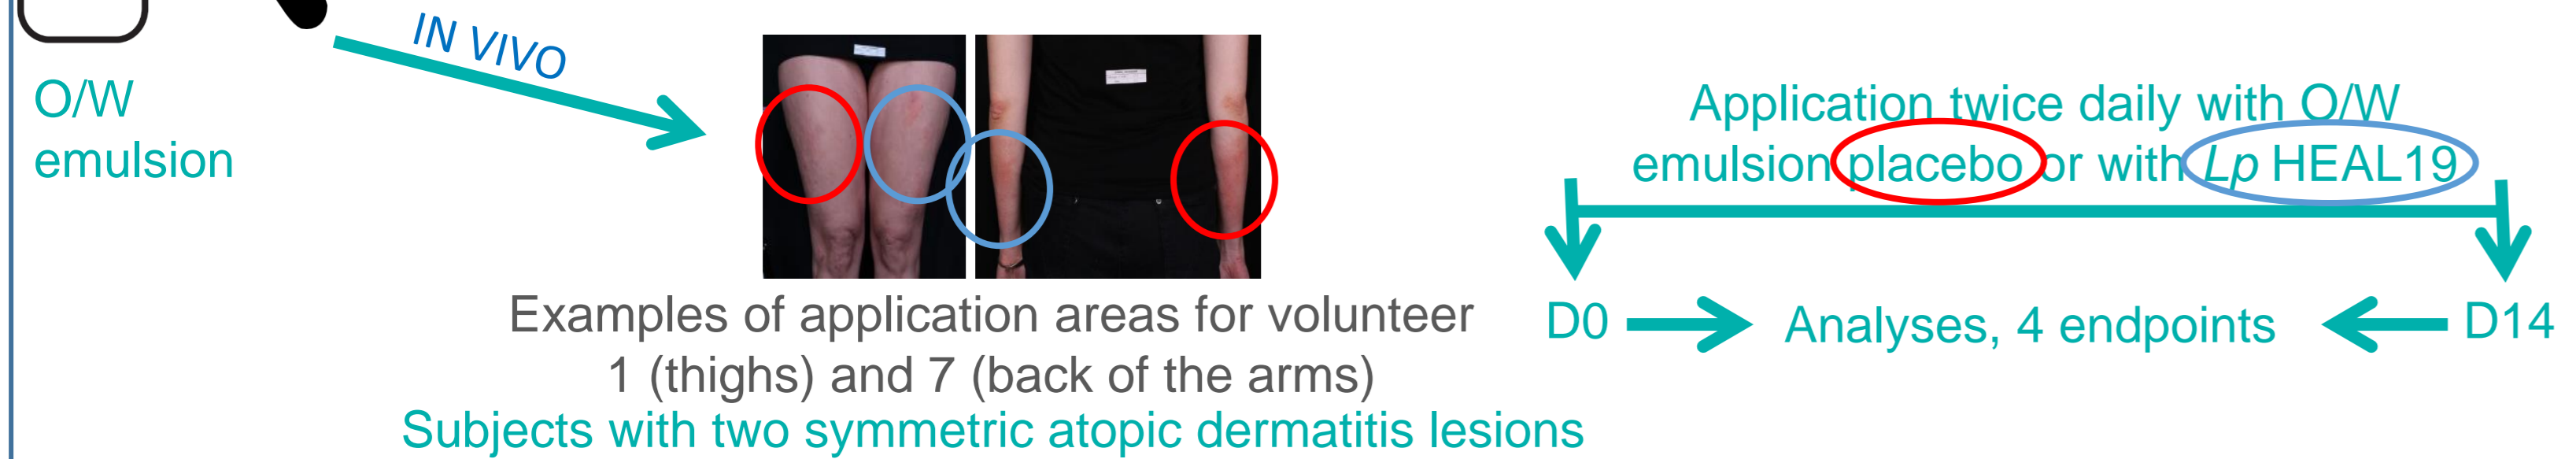 IN VIVO
O/W
emulsion
Examples of application areas for volunteer
1 (thighs) and 7 (back of the arms)
Subjects with two symmetric atopic dermatitis lesions
Application twice daily with O/W
emulsion placebo or with Lp HEAL19
D0
Analyses, 4 endpoints
D14